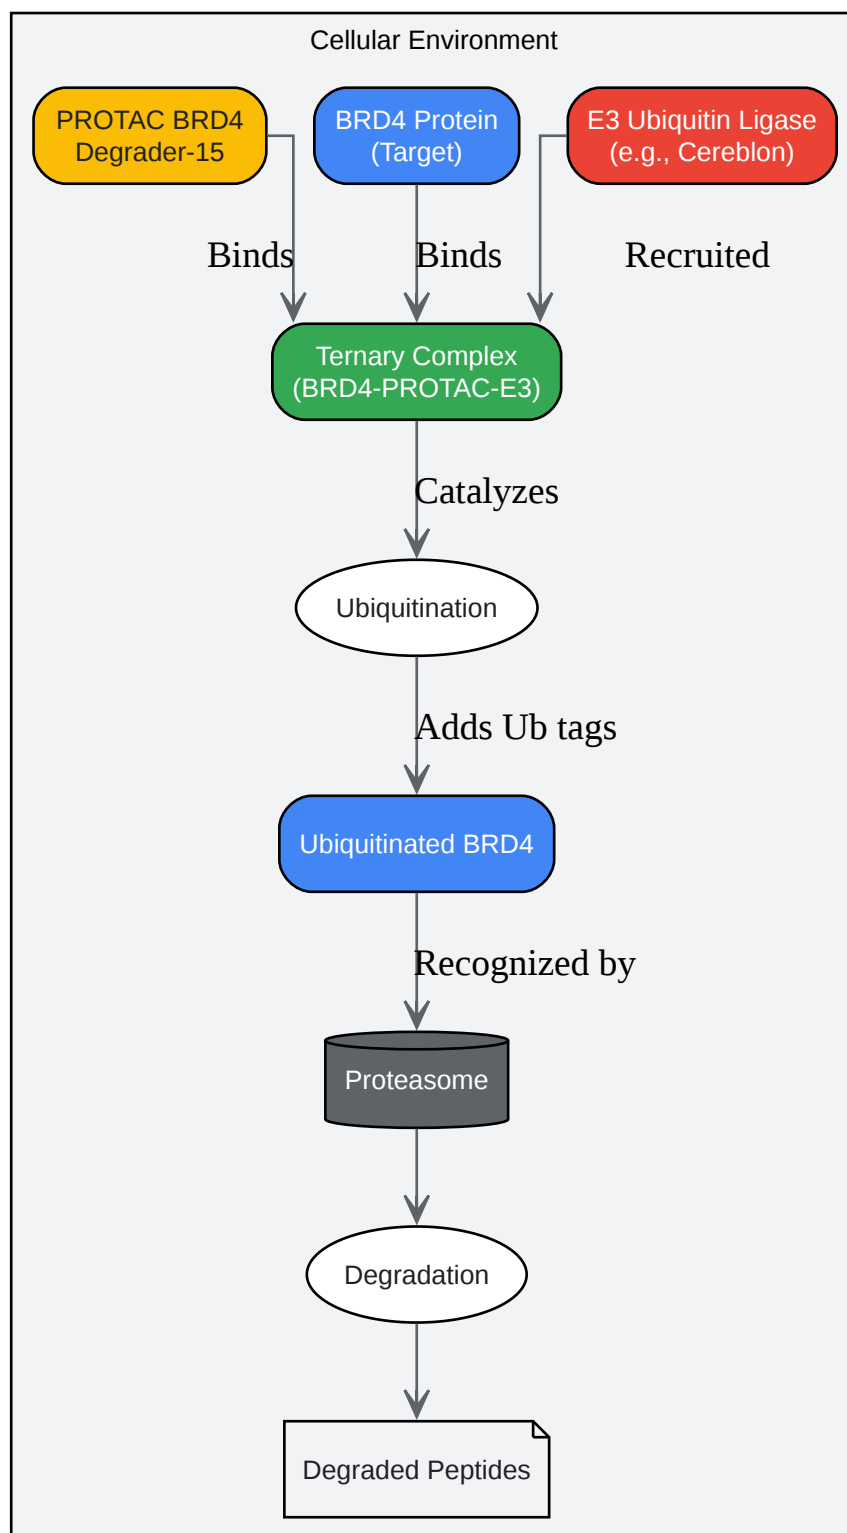 Cellular Environment
PROTAC BRD4
Degrader-15
BRD4 Protein
(Target)
E3 Ubiquitin Ligase
(e.g., Cereblon)
Binds
Binds
Recruited
Ternary Complex
(BRD4-PROTAC-E3)
Catalyzes
Ubiquitination
Adds Ub tags
Ubiquitinated BRD4
Recognized by
Proteasome
Degradation
Degraded Peptides